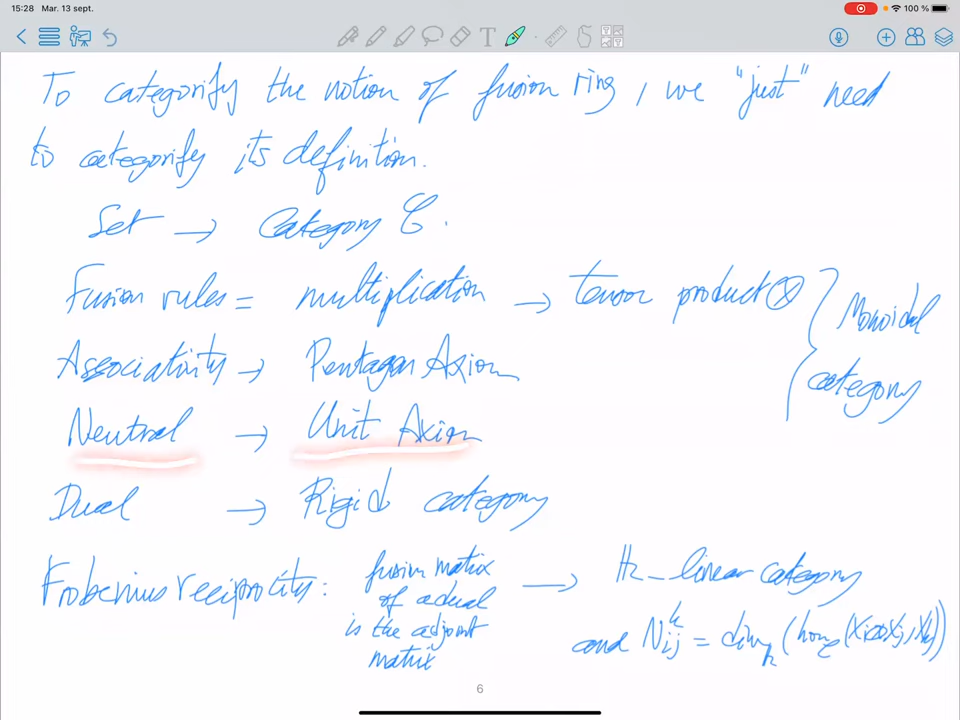 15:28 Mar. 13 sept.
100 %
To categorify the notion of fusion ring, we "just" need
to categorify its definition.
Set → Category 𝒞.
Fusion rules = multiplication → tensor product ⊗ } Monoidal category
Associativity → Pentagon Axiom
Neutral → Unit Axiom
Dual → Rigid category
Frobenius reciprocity: fusion matrix of a dual is the adjoint matrix → 𝕜-linear category
and N_{ij}^k = dim_𝕜 (hom_𝒞 (X_i ⊗ X_j, X_k))
6